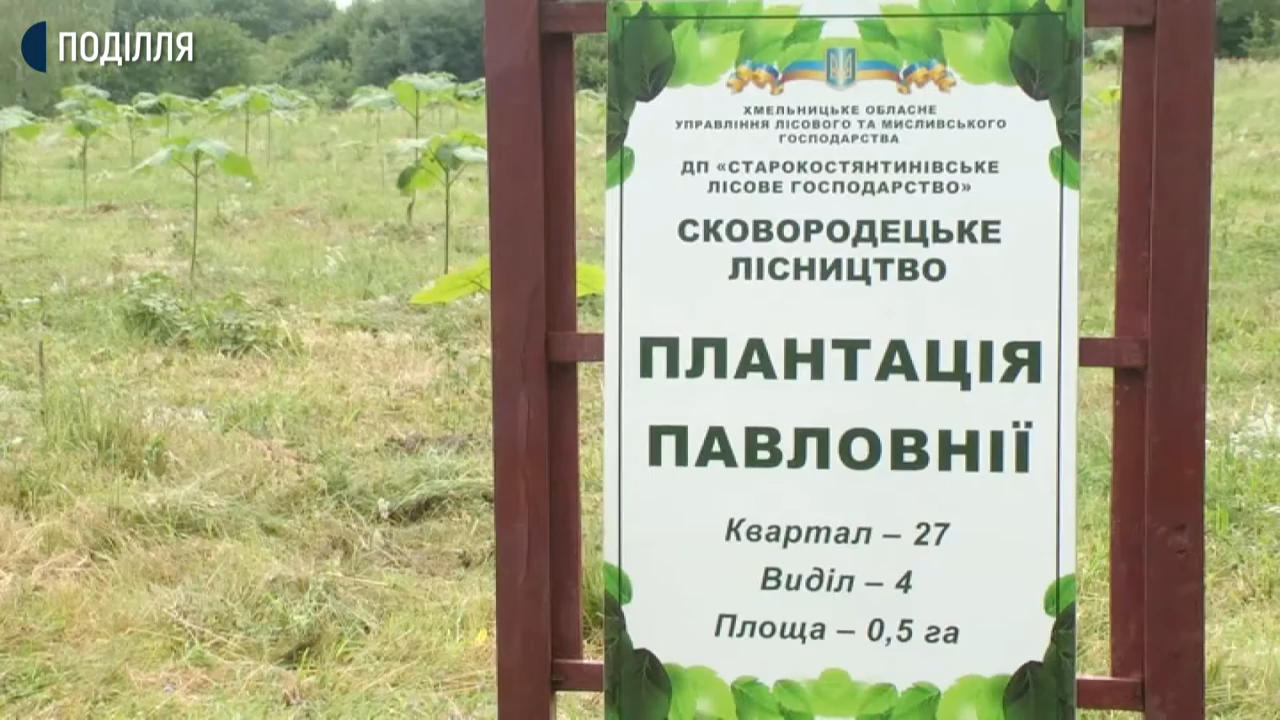 ПОДІЛЛЯ
ХМЕЛЬНИЦЬКЕ ОБЛАСНЕ
УПРАВЛІННЯ ЛІСОВОГО ТА МИСЛИВСЬКОГО
ГОСПОДАРСТВА
ДП «СТАРОКОСТЯНТИНІВСЬКЕ
ЛІСОВЕ ГОСПОДАРСТВО»
СКОВОРОДЕЦЬКЕ
ЛІСНИЦТВО
ПЛАНТАЦІЯ
ПАВЛОВНІЇ
Квартал – 27
Виділ – 4
Площа – 0,5 га